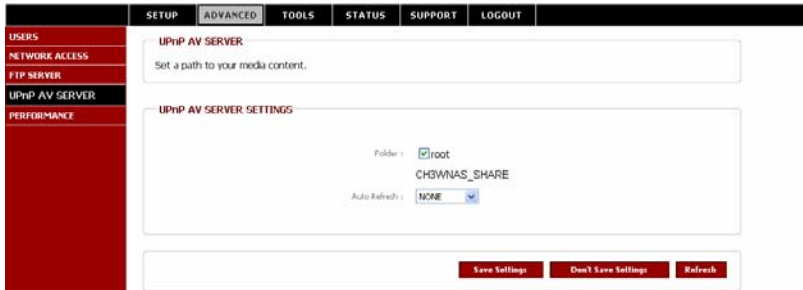 SETUP ADVANCED TOOLS STATUS SUPPORT LOGOUT
USERS
NETWORK ACCESS
FTP SERVER
UPnP AV SERVER
PERFORMANCE
UPnP AV SERVER
Set a path to your media content.
UPnP AV SERVER SETTINGS
Folder : root
CH3WNAS_SHARE
Auto Refresh : NONE
Save Settings Don't Save Settings Refresh